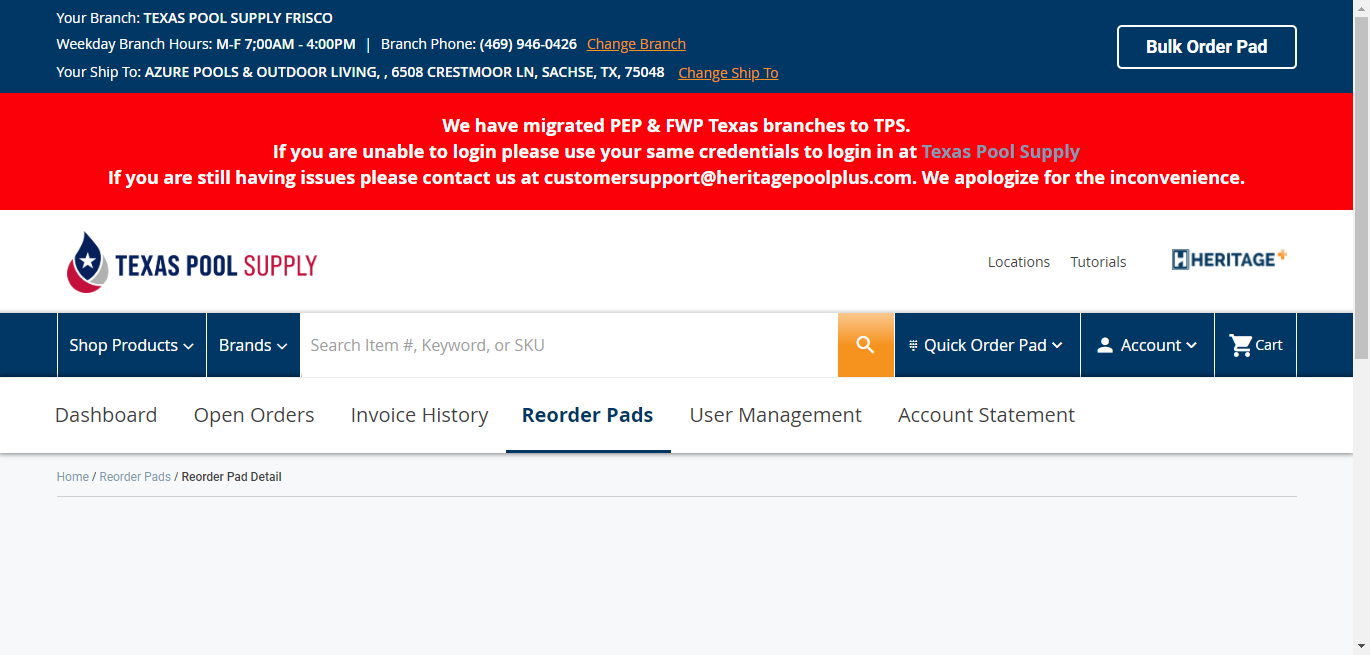 Your Branch: TEXAS POOL SUPPLY FRISCO
Weekday Branch Hours: M-F 7;00AM - 4:00PM | Branch Phone: (469) 946-0426 Change Branch
Your Ship To: AZURE POOLS & OUTDOOR LIVING, , 6508 CRESTMOOR LN, SACHSE, TX, 75048 Change Ship To
Bulk Order Pad
We have migrated PEP & FWP Texas branches to TPS.
If you are unable to login please use your same credentials to login in at Texas Pool Supply
If you are still having issues please contact us at customersupport@heritagepoolplus.com. We apologize for the inconvenience.
TEXAS POOL SUPPLY
Locations Tutorials HERITAGE+
Shop Products Brands Search Item #, Keyword, or SKU Quick Order Pad Account Cart
Dashboard Open Orders Invoice History Reorder Pads User Management Account Statement
Home / Reorder Pads / Reorder Pad Detail